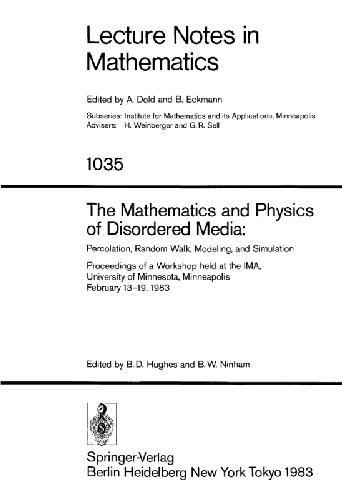 Lecture Notes in
Mathematics
Edited by A. Dold and B. Eckmann
Subseries: Institute for Mathematics and its Applications, Minneapolis
Advisers: H. Weinberger and G.R. Sell
1035
The Mathematics and Physics
of Disordered Media:
Percolation, Random Walk, Modeling, and Simulation
Proceedings of a Workshop held at the IMA,
University of Minnesota, Minneapolis
February 13–19, 1983
Edited by B.D. Hughes and B.W. Ninham
Springer-Verlag
Berlin Heidelberg New York Tokyo 1983